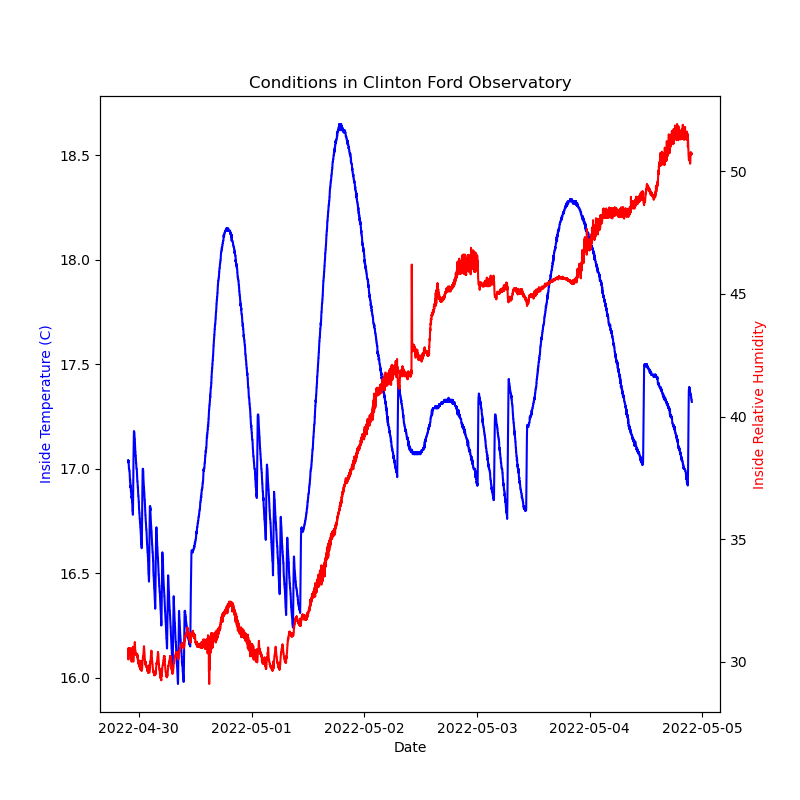 Conditions in Clinton Ford Observatory
18.5
18.0
17.5
17.0
16.5
16.0
Inside Temperature (C)
50
45
40
35
30
Inside Relative Humidity
2022-04-30 2022-05-01 2022-05-02 2022-05-03 2022-05-04 2022-05-05
Date